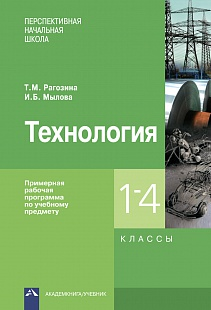 ПЕРСПЕКТИВНАЯ
НАЧАЛЬНАЯ
ШКОЛА
Т.М. Рагозина
И.Б. Мылова
Технология
Примерная
рабочая
программа
по учебному
предмету
1-4
КЛАССЫ
АКАДЕМКНИГА/УЧЕБНИК